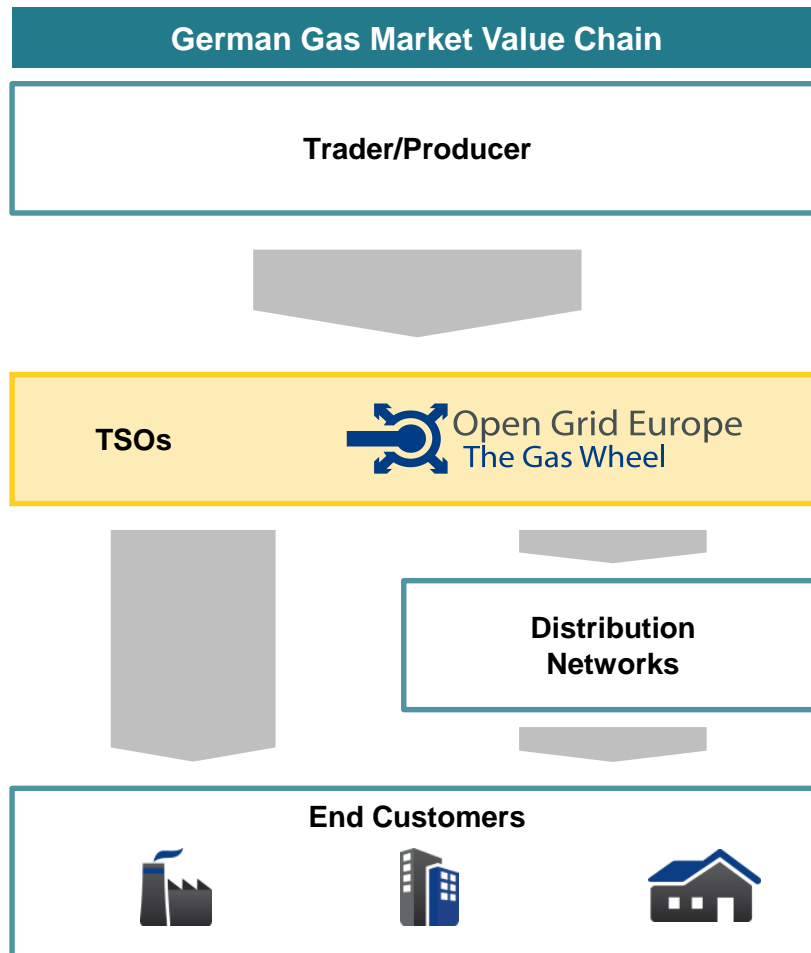 German Gas Market Value Chain
Trader/Producer
TSOs
Open Grid Europe
The Gas Wheel
Distribution
Networks
End Customers